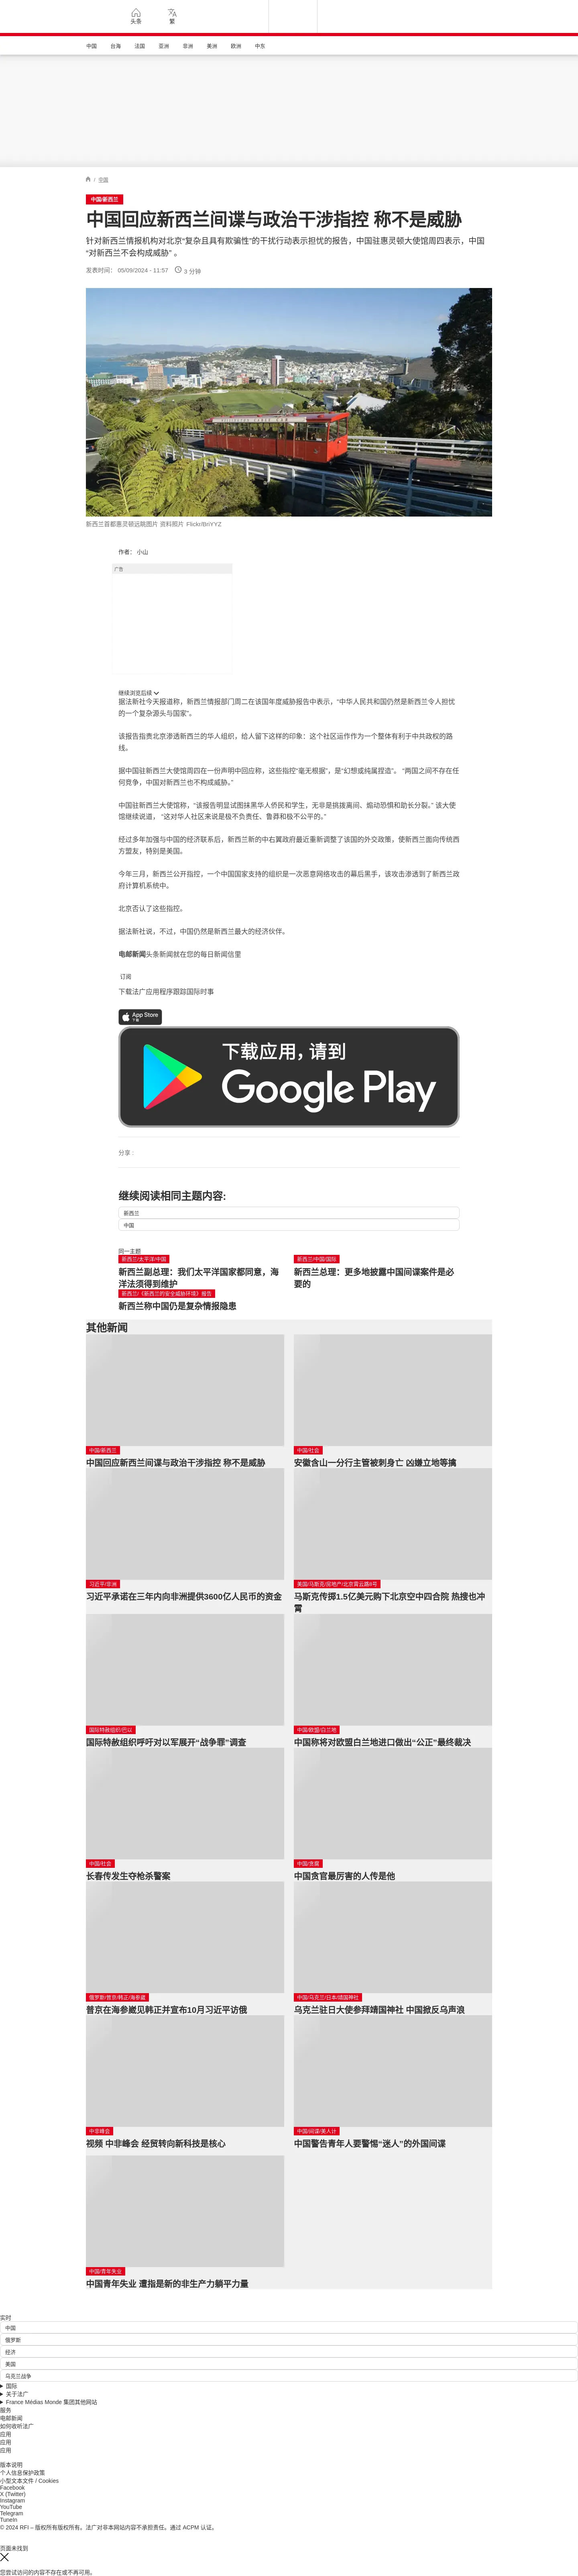 头条
繁
中国
台海
法国
亚洲
非洲
美洲
欧洲
中东
/ 中国
中国/新西兰
中国回应新西兰间谍与政治干涉指控 称不是威胁
针对新西兰情报机构对北京“复杂且具有欺骗性”的干扰行动表示担忧的报告，中国驻惠灵顿大使馆周四表示，中国
“对新西兰不会构成威胁” 。
发表时间： 05/09/2024 - 11:57
3 分钟
新西兰首都惠灵顿远眺图片 资料照片 Flickr/Br/YYZ
作者： 小山
广告
继续浏览后续
据法新社今天报道称，新西兰情报部门周二在该国年度威胁报告中表示，“中华人民共和国仍然是新西兰令人担忧
的一个复杂源头与国家”。
该报告指责北京渗透新西兰的华人组织，给人留下这样的印象：这个社区运作作为一个整体有利于中共政权的路
线。
据中国驻新西兰大使馆周四在一份声明中回应称，这些指控“毫无根据”，是“幻想或纯属捏造”。 “两国之间不存在任
何竞争，中国对新西兰也不构成威胁。”
中国驻新西兰大使馆称，“该报告明显试图抹黑华人侨民和学生，无非是挑拨离间、煽动恐惧和助长分裂。” 该大使
馆继续说道， “这对华人社区来说是极不负责任、鲁莽和极不公平的。”
经过多年加强与中国的经济联系后，新西兰新的中右翼政府最近重新调整了该国的外交政策，使新西兰面向传统西
方盟友，特别是美国。
今年三月，新西兰公开指控，一个中国国家支持的组织是一次恶意网络攻击的幕后黑手，该攻击渗透到了新西兰政
府计算机系统中。
北京否认了这些指控。
据法新社说，不过，中国仍然是新西兰最大的经济伙伴。
电邮新闻头条新闻就在您的每日新闻信里
订阅
下载法广应用程序跟踪国际时事
App Store
下载
下载应用，请到
Google Play
分享 :
继续阅读相同主题内容:
新西兰
中国
同一主题
新西兰/太平洋/中国
新西兰副总理：我们太平洋国家都同意，海
洋法须得到维护
新西兰/中国/国际
新西兰总理：更多地披露中国间谍案件是必
要的
新西兰/《新西兰的安全威胁环境》报告
新西兰称中国仍是复杂情报隐患
其他新闻
中国/新西兰
中国回应新西兰间谍与政治干涉指控 称不是威胁
中国/社会
安徽含山一分行主管被刺身亡 凶嫌立地等擒
习近平/非洲
习近平承诺在三年内向非洲提供3600亿人民币的资金
美国/马斯克/房地产/北京霄云路8号
马斯克传掷1.5亿美元购下北京空中四合院 热搜也冲
霄
国际特赦组织/巴以
国际特赦组织呼吁对以军展开“战争罪”调查
中国/欧盟/白兰地
中国称将对欧盟白兰地进口做出“公正”最终裁决
中国/社会
长春传发生夺枪杀警案
中国/贪腐
中国贪官最厉害的人传是他
俄罗斯/普京/韩正/海参崴
普京在海参崴见韩正并宣布10月习近平访俄
中国/乌克兰/日本/靖国神社
乌克兰驻日大使参拜靖国神社 中国掀反乌声浪
中非峰会
视频 中非峰会 经贸转向新科技是核心
中国/间谍/美人计
中国警告青年人要警惕“迷人”的外国间谍
中国/青年失业
中国青年失业 遭指是新的非生产力躺平力量
实时
中国
俄罗斯
经济
美国
乌克兰战争
国际
关于法广
France Médias Monde 集团其他网站
服务
电邮新闻
如何收听法广
应用
应用
应用
版本说明
个人信息保护政策
小型文本文件 / Cookies
Facebook
X (Twitter)
Instagram
YouTube
Telegram
TuneIn
© 2024 RFI – 版权所有版权所有。法广对非本网站内容不承担责任。通过 ACPM 认证。
页面未找到
您尝试访问的内容不存在或不再可用。